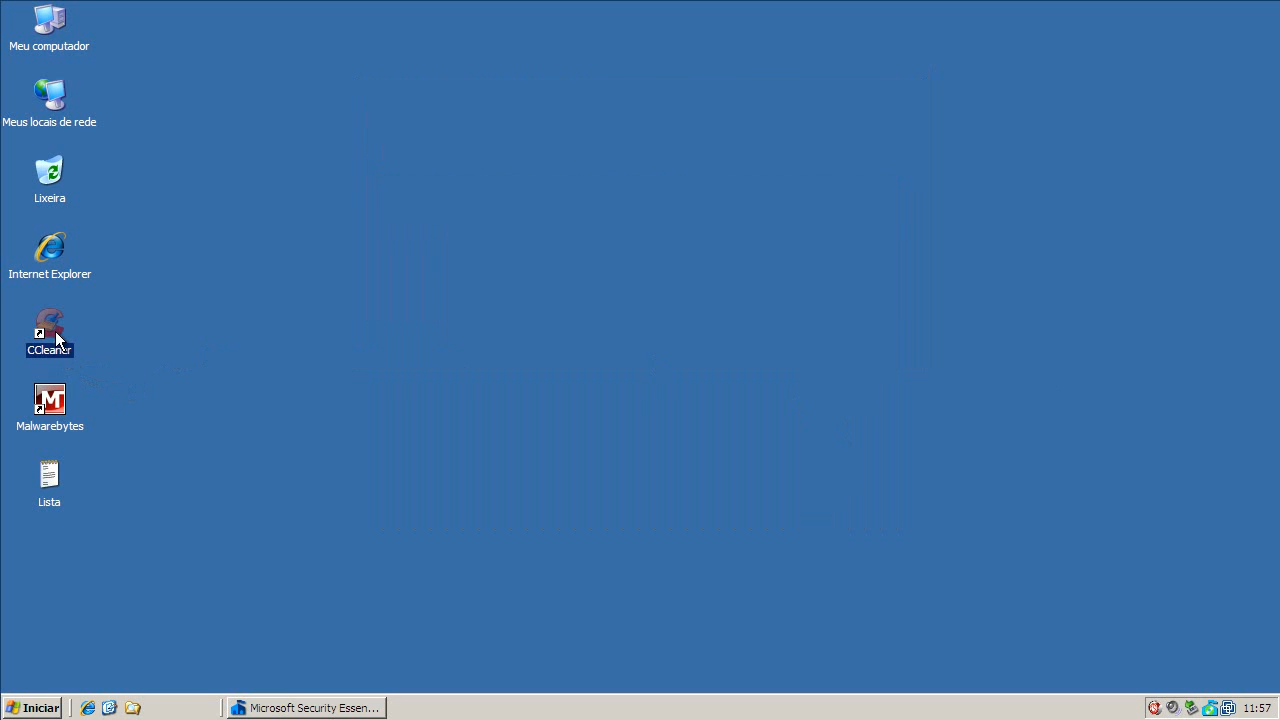 Meu computador
Meus locais de rede
Lixeira
Internet Explorer
CCleaner
Malwarebytes
Lista
Iniciar
Microsoft Security Essen...
11:57